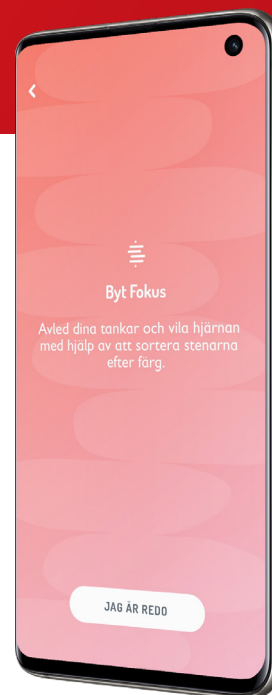 Byt Fokus
Avled dina tankar och vila hjärnan
med hjälp av att sortera stenarna
efter färg.
JAG ÄR REDO